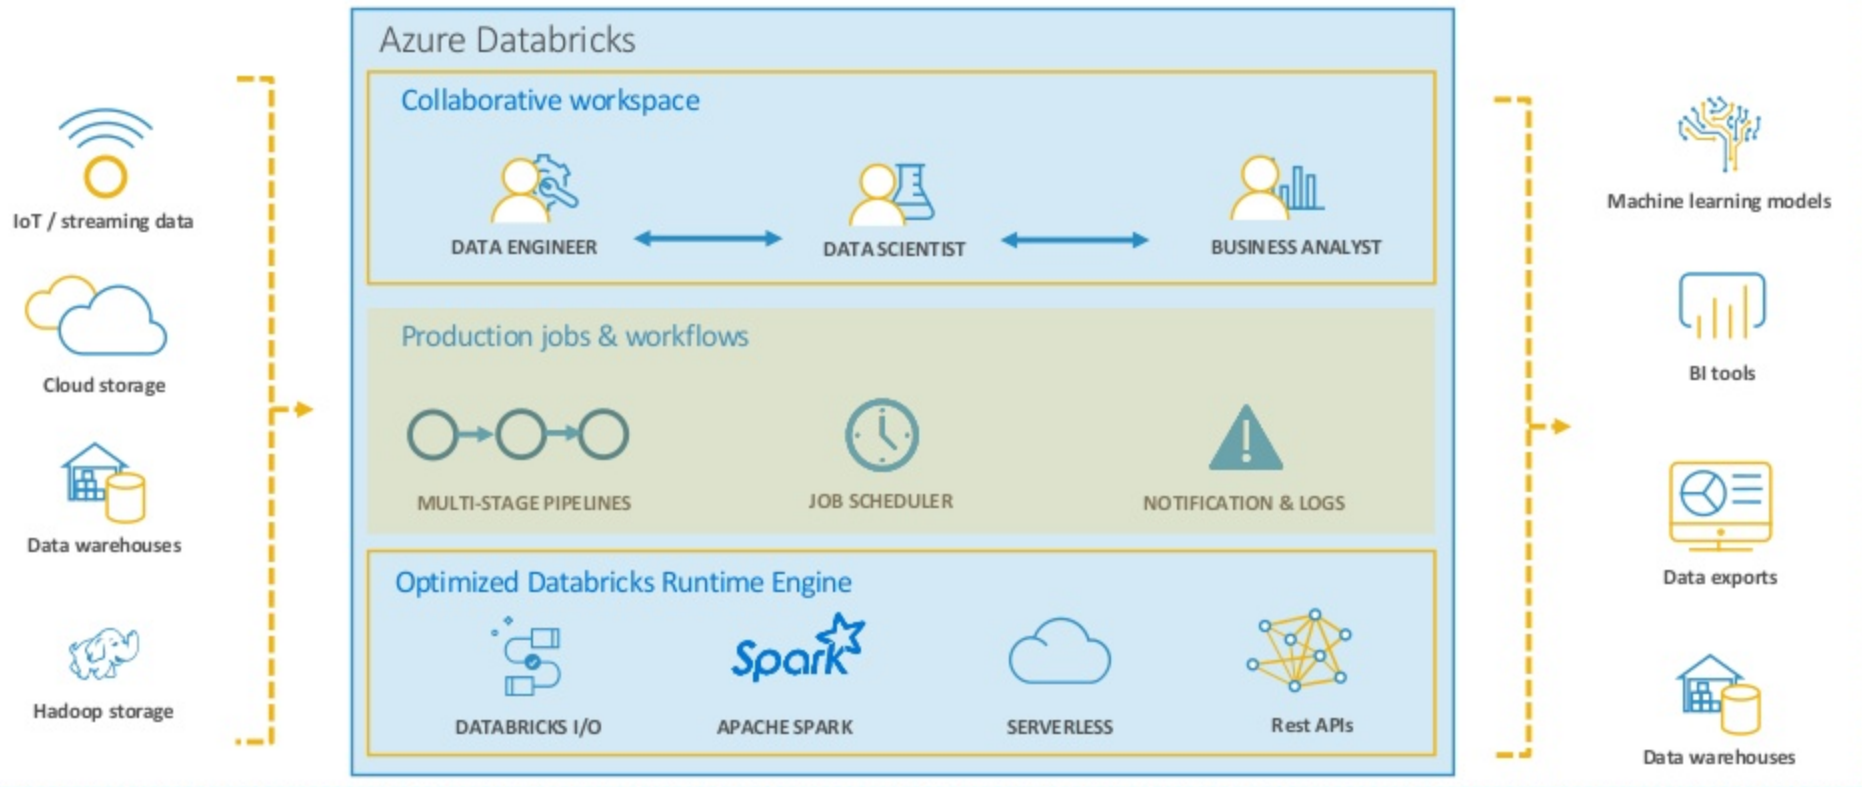 Azure Databricks
Collaborative workspace
DATA ENGINEER
DATA SCIENTIST
BUSINESS ANALYST
Production jobs & workflows
MULTI-STAGE PIPELINES
JOB SCHEDULER
NOTIFICATION & LOGS
Optimized Databricks Runtime Engine
Spark
DATABRICKS I/O
APACHE SPARK
SERVERLESS
Rest APIs
IoT / streaming data
Cloud storage
Data warehouses
Hadoop storage
Machine learning models
BI tools
Data exports
Data warehouses